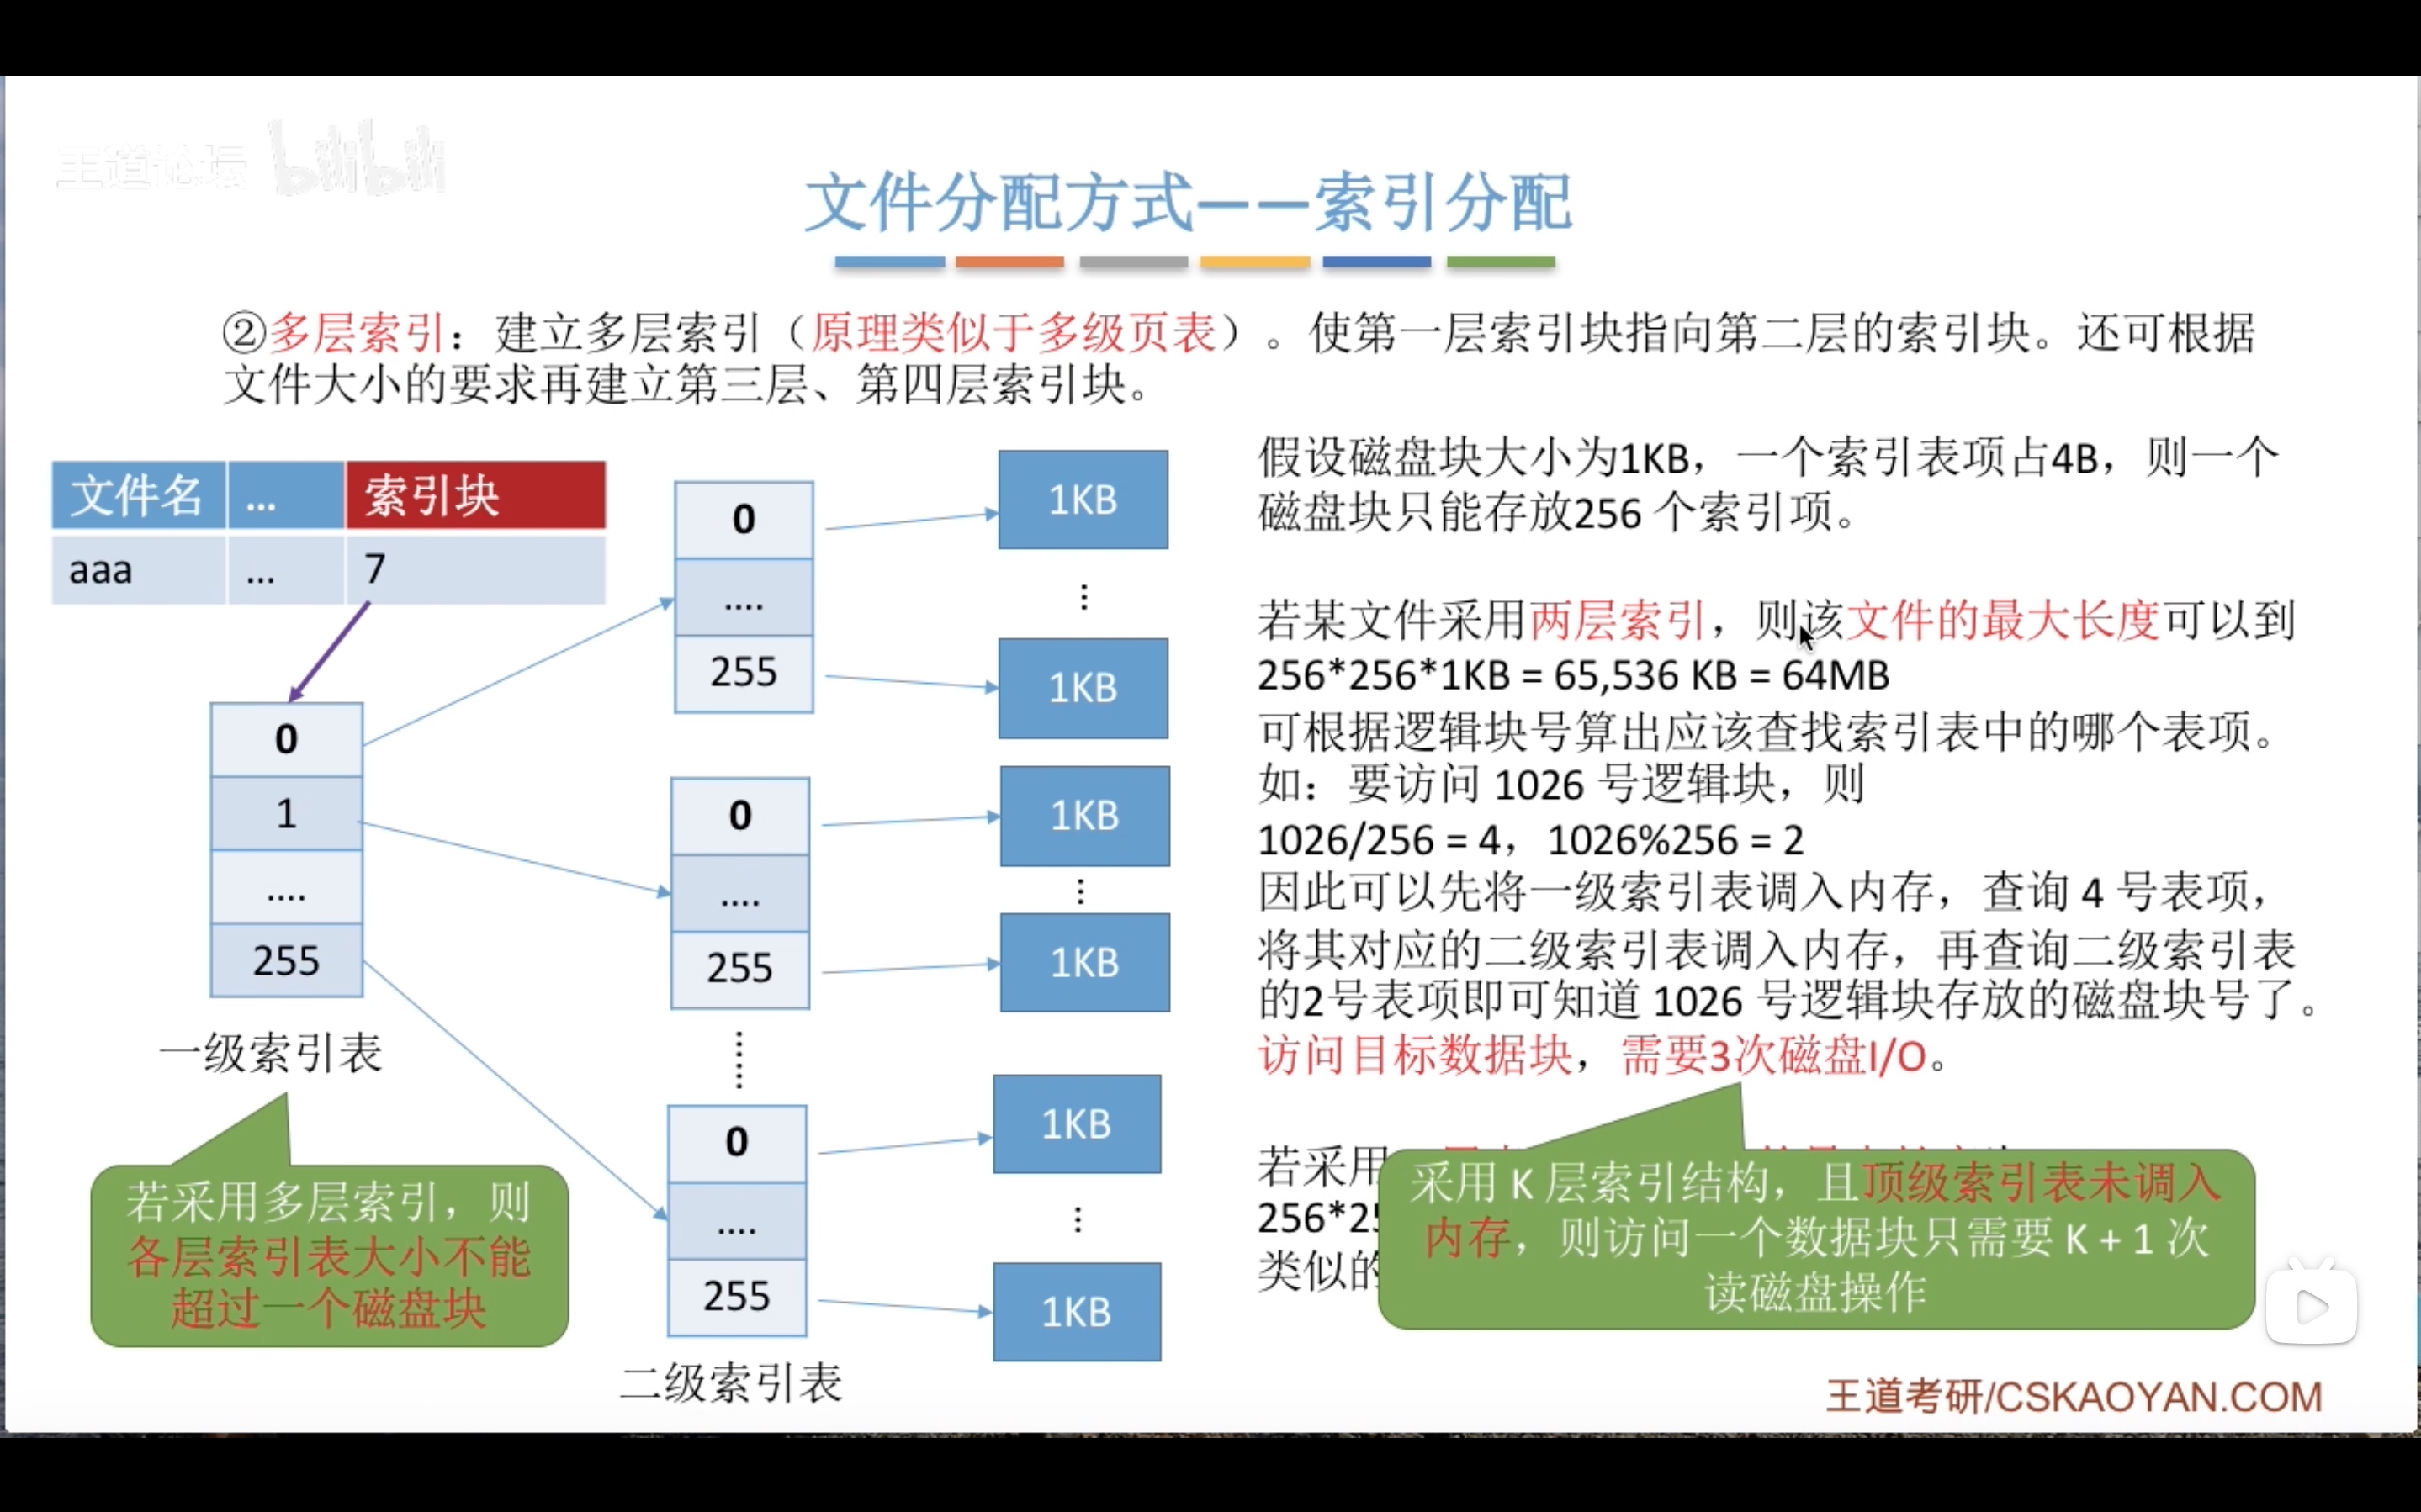 王道论坛 bilibili
文件分配方式——索引分配
②多层索引：建立多层索引（原理类似于多级页表）。使第一层索引块指向第二层的索引块。还可根据
文件大小的要求再建立第三层、第四层索引块。
文件名 ... 索引块
aaa ... 7
0
1
....
255
一级索引表
若采用多层索引，则
各层索引表大小不能
超过一个磁盘块
0
....
255
0
....
255
0
....
255
二级索引表
1KB
1KB
1KB
1KB
1KB
1KB
假设磁盘块大小为1KB，一个索引表项占4B，则一个
磁盘块只能存放256 个索引项。
若某文件采用两层索引，则该文件的最大长度可以到
256*256*1KB = 65,536 KB = 64MB
可根据逻辑块号算出应该查找索引表中的哪个表项。
如：要访问 1026 号逻辑块，则
1026/256 = 4，1026%256 = 2
因此可以先将一级索引表调入内存，查询 4 号表项，
将其对应的二级索引表调入内存，再查询二级索引表
的2号表项即可知道 1026 号逻辑块存放的磁盘块号了。
访问目标数据块，需要3次磁盘I/O。
若采用
256*2
类似的
采用 K 层索引结构，且顶级索引表未调入
内存，则访问一个数据块只需要 K + 1 次
读磁盘操作
王道考研/CSKAOYAN.COM